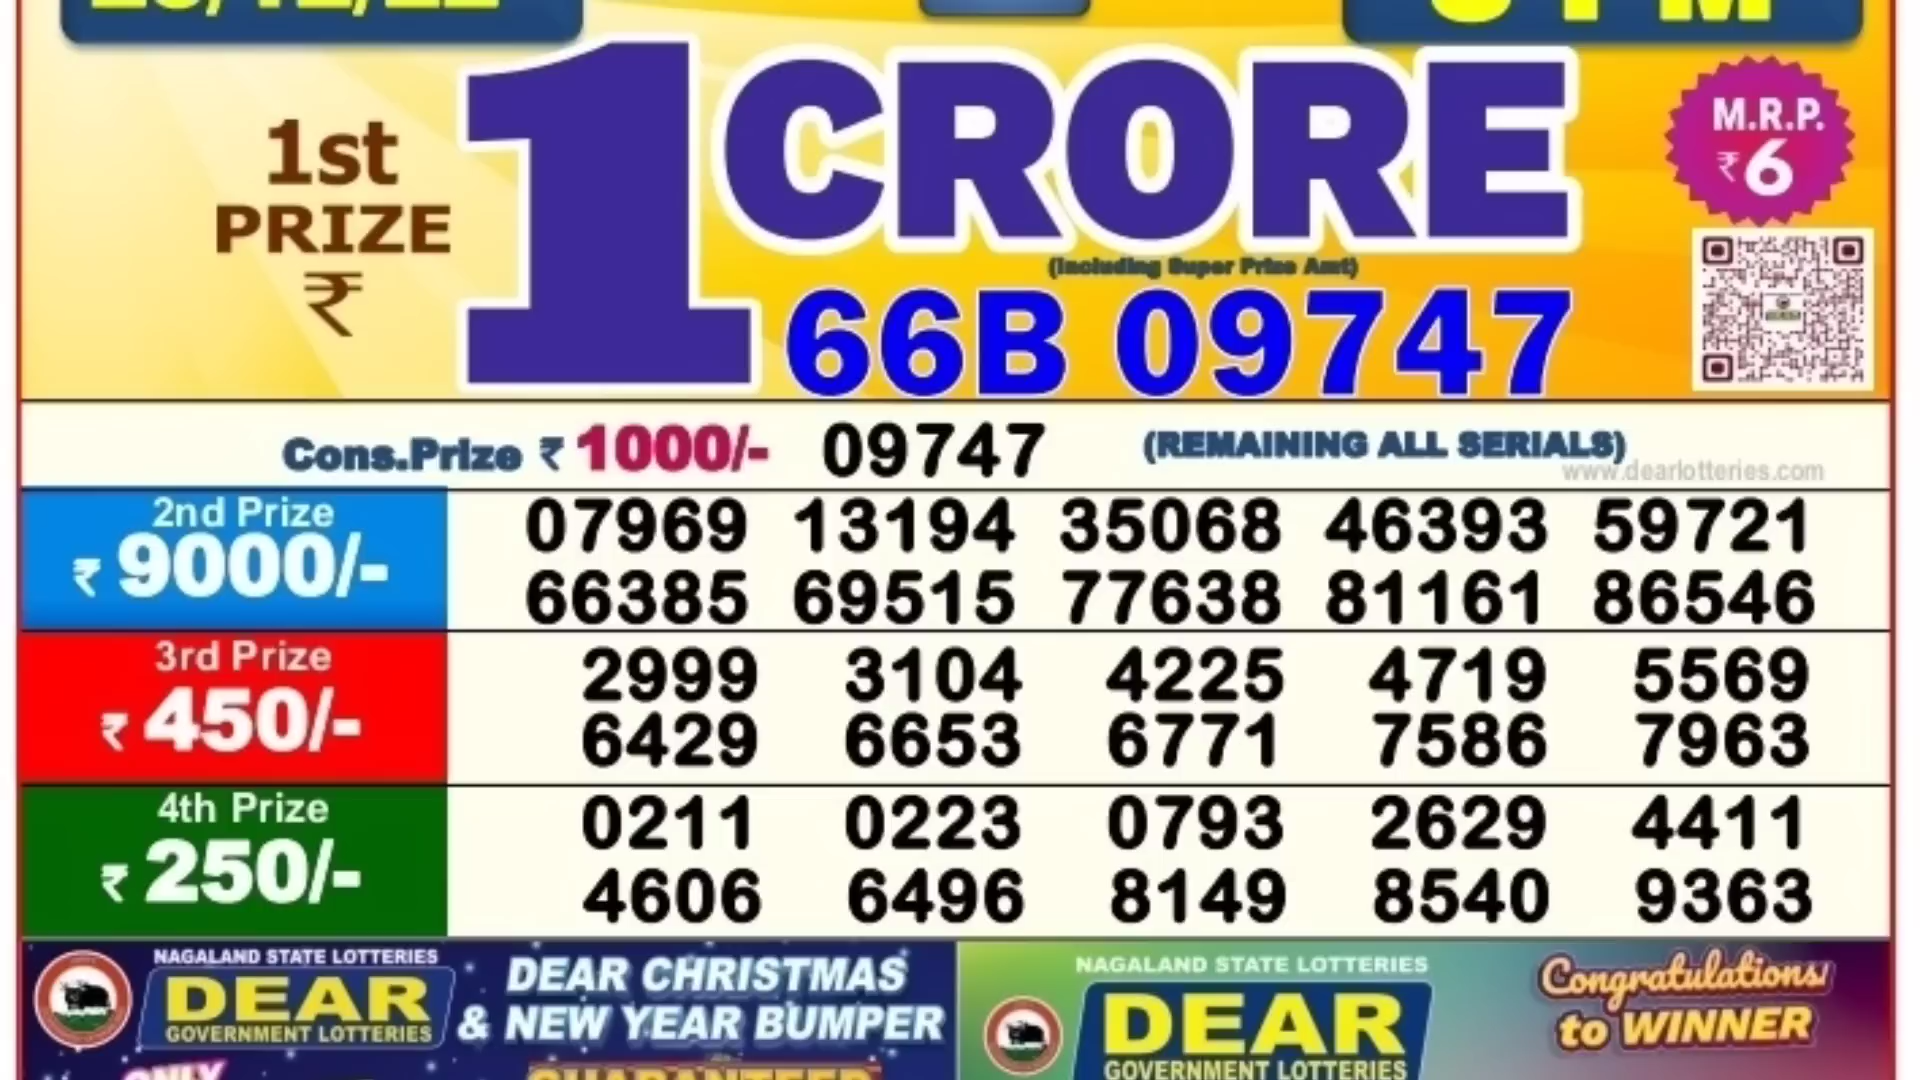 1st
PRIZE
₹
1 CRORE
(Including Super Prize Amt)
66B 09747
M.R.P.
₹ 6
Cons.Prize ₹ 1000/- 09747 (REMAINING ALL SERIALS)
www.dearlotteries.com
2nd Prize
₹ 9000/-
07969 13194 35068 46393 59721
66385 69515 77638 81161 86546
3rd Prize
₹ 450/-
2999 3104 4225 4719 5569
6429 6653 6771 7586 7963
4th Prize
₹ 250/-
0211 0223 0793 2629 4411
4606 6496 8149 8540 9363
NAGALAND STATE LOTTERIES
DEAR
GOVERNMENT LOTTERIES
DEAR CHRISTMAS
& NEW YEAR BUMPER
ONLY
GUARANTEED
NAGALAND STATE LOTTERIES
DEAR
GOVERNMENT LOTTERIES
Congratulations
to WINNER